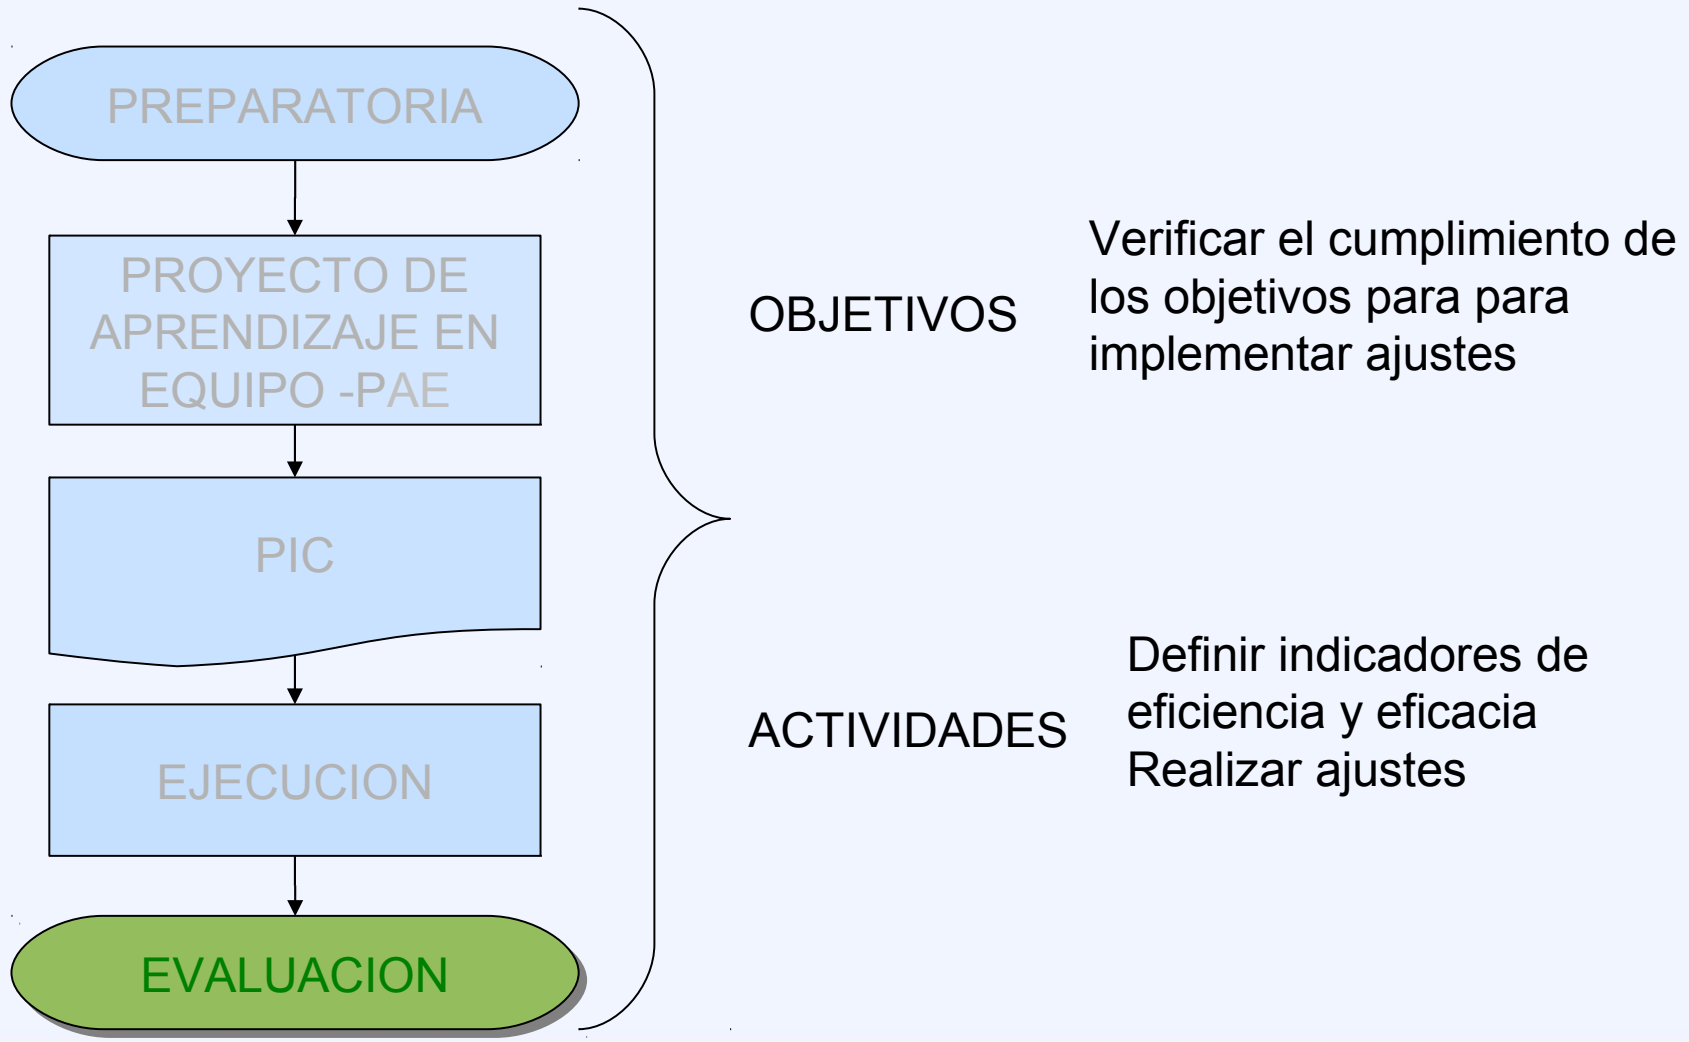 PREPARATORIA
PROYECTO DE
APRENDIZAJE EN
EQUIPO -PAE
PIC
EJECUCION
EVALUACION
OBJETIVOS
Verificar el cumplimiento de
los objetivos para para
implementar ajustes
ACTIVIDADES
Definir indicadores de
eficiencia y eficacia
Realizar ajustes